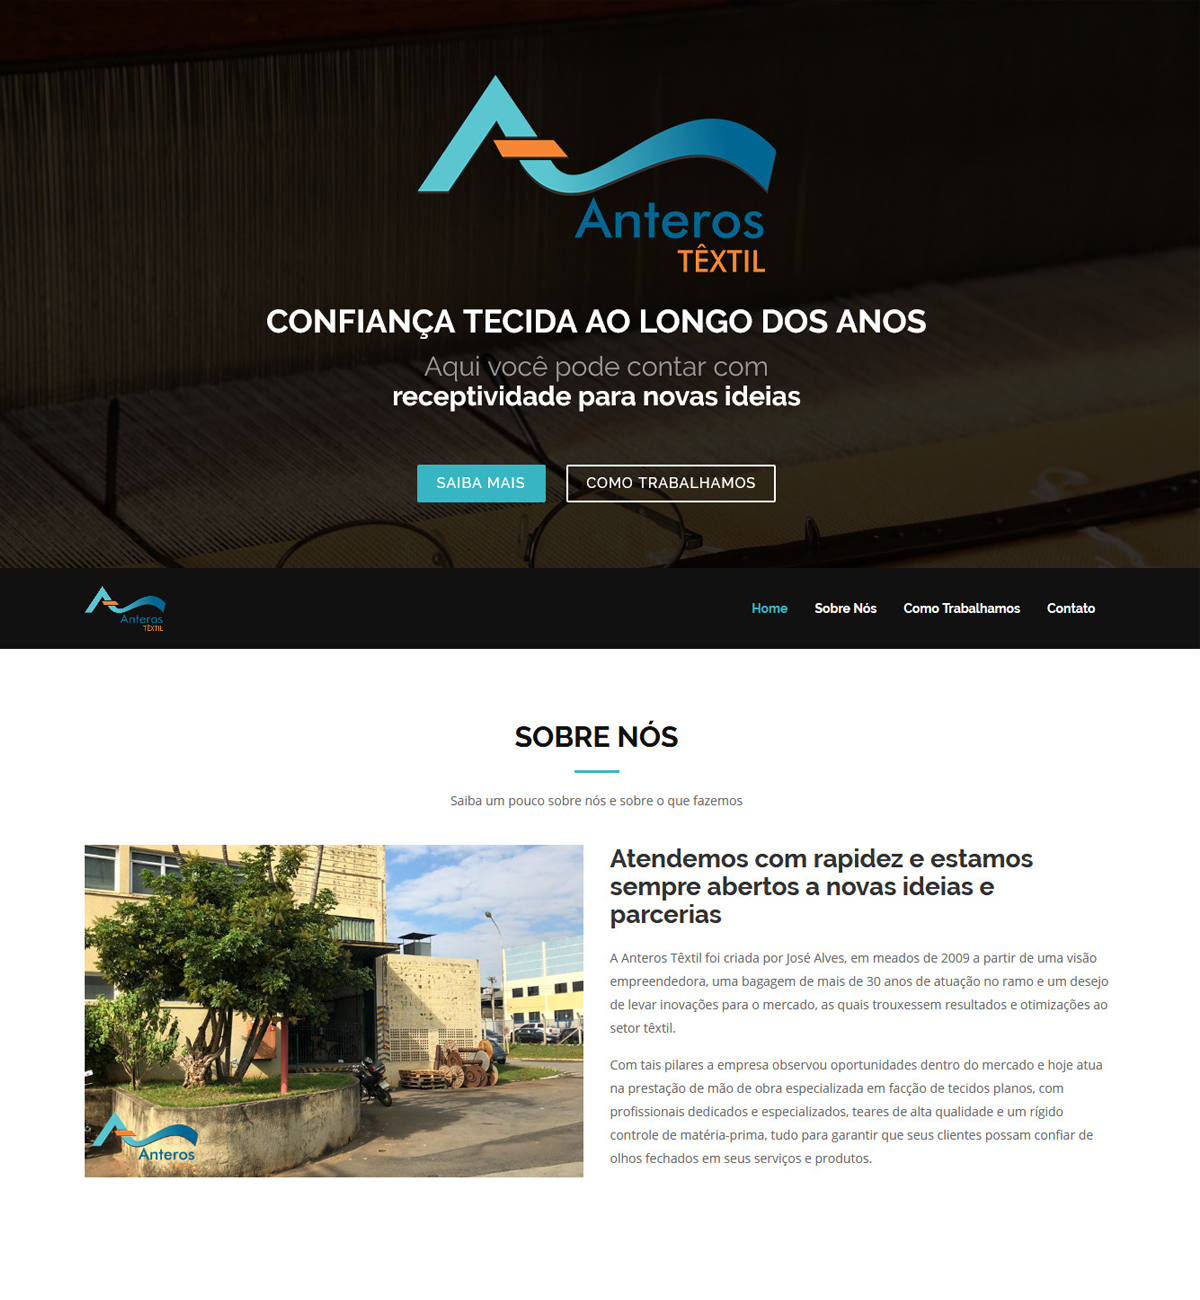 Anteros
TÊXTIL
CONFIANÇA TECIDA AO LONGO DOS ANOS
Aqui você pode contar com
receptividade para novas ideias
SAIBA MAIS
COMO TRABALHAMOS
Anteros
TÊXTIL
Home
Sobre Nós
Como Trabalhamos
Contato
SOBRE NÓS
Saiba um pouco sobre nós e sobre o que fazemos
Atendemos com rapidez e estamos
sempre abertos a novas ideias e
parcerias
A Anteros Têxtil foi criada por José Alves, em meados de 2009 a partir de uma visão
empreendedora, uma bagagem de mais de 30 anos de atuação no ramo e um desejo
de levar inovações para o mercado, as quais trouxessem resultados e otimizações ao
setor têxtil.
Com tais pilares a empresa observou oportunidades dentro do mercado e hoje atua
na prestação de mão de obra especializada em facção de tecidos planos, com
profissionais dedicados e especializados, teares de alta qualidade e um rígido
controle de matéria-prima, tudo para garantir que seus clientes possam confiar de
olhos fechados em seus serviços e produtos.
Anteros
TÊXTIL